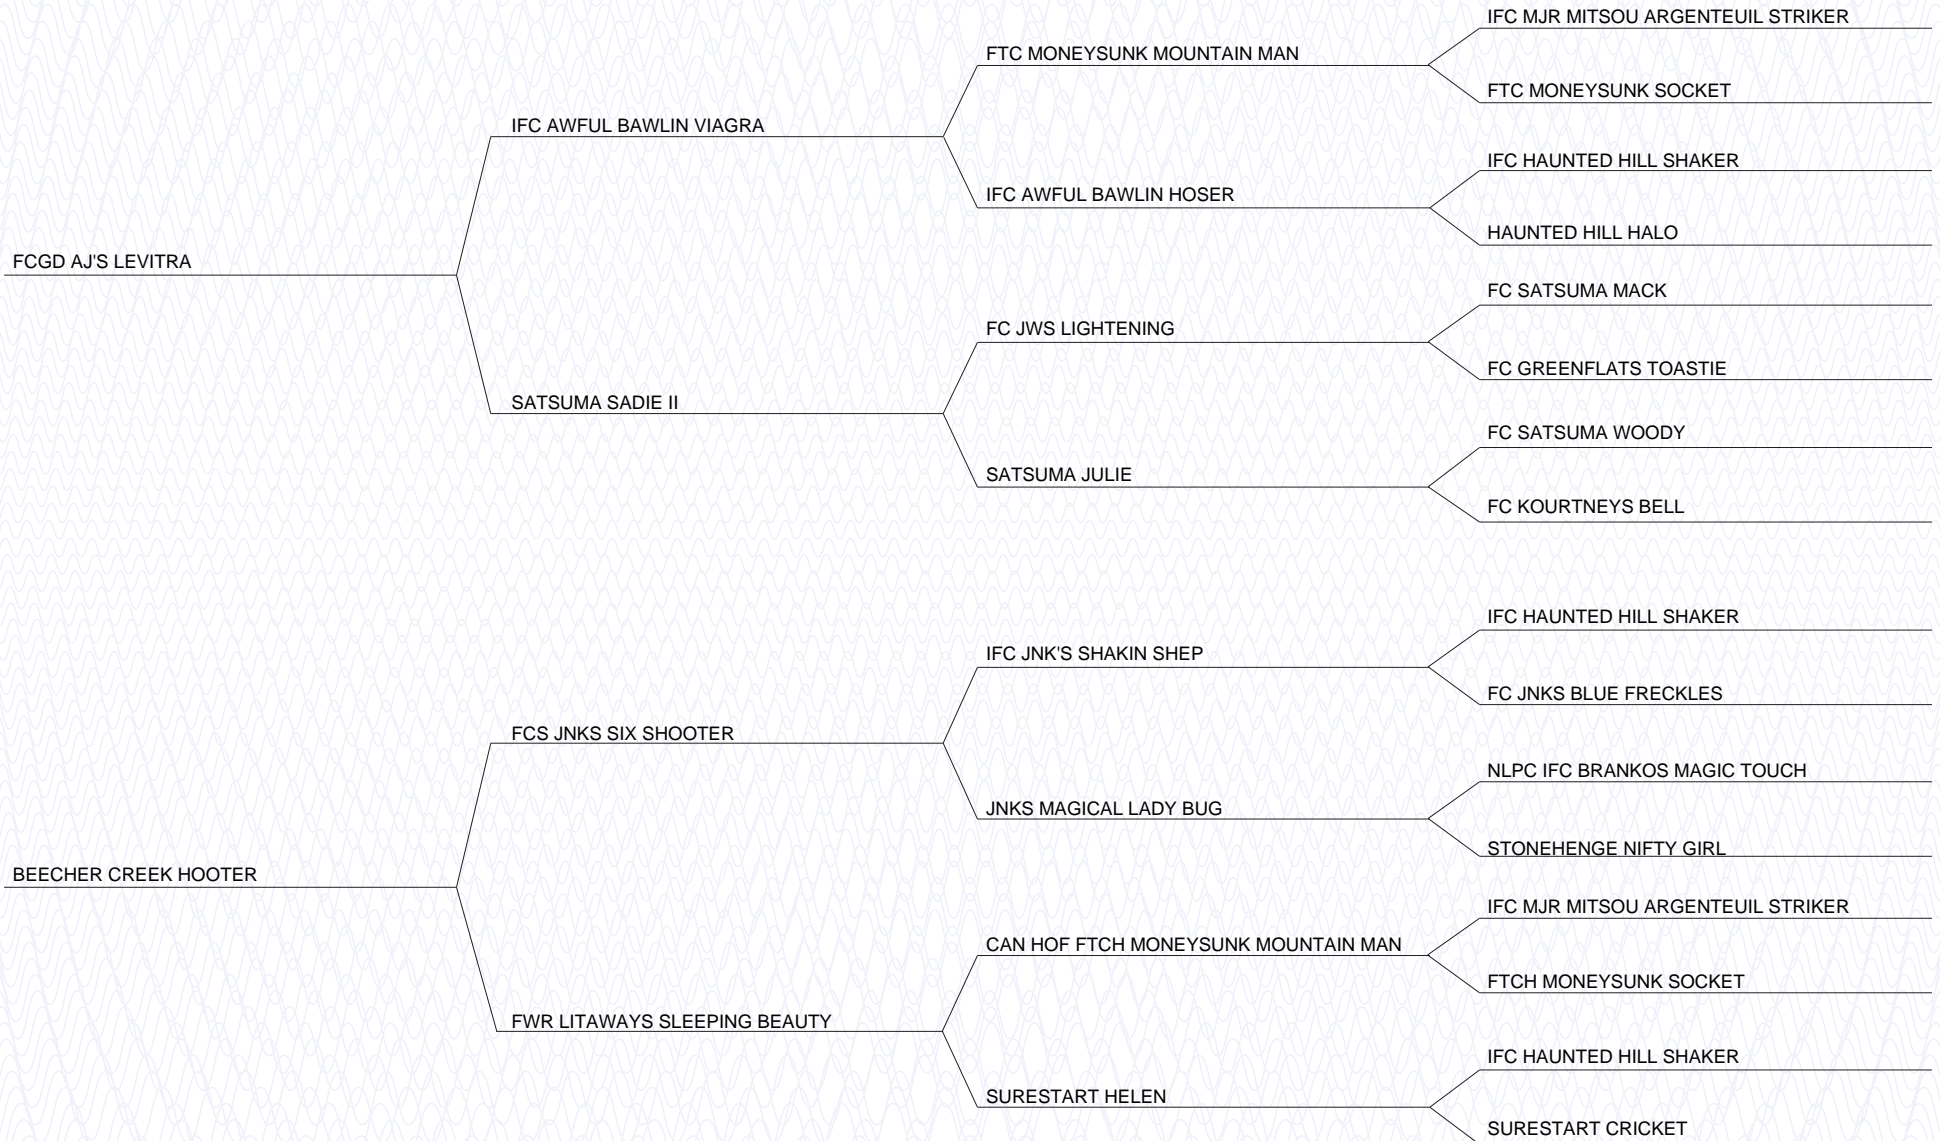 IFC MJR MITSOU ARGENTEUIL STRIKER
FTC MONEYSUNK MOUNTAIN MAN
FTC MONEYSUNK SOCKET
IFC AWFUL BAWLIN VIAGRA
IFC HAUNTED HILL SHAKER
IFC AWFUL BAWLIN HOSER
HAUNTED HILL HALO
FCGD AJ'S LEVITRA
FC SATSUMA MACK
FC JWS LIGHTENING
FC GREENFLATS TOASTIE
SATSUMA SADIE II
FC SATSUMA WOODY
SATSUMA JULIE
FC KOURTNEYS BELL
IFC HAUNTED HILL SHAKER
IFC JNK'S SHAKIN SHEP
FC JNKS BLUE FRECKLES
FCS JNKS SIX SHOOTER
NLPC IFC BRANKOS MAGIC TOUCH
JNKS MAGICAL LADY BUG
STONEHENGE NIFTY GIRL
BEECHER CREEK HOOTER
IFC MJR MITSOU ARGENTEUIL STRIKER
CAN HOF FTCH MONEYSUNK MOUNTAIN MAN
FTCH MONEYSUNK SOCKET
FWR LITAWAYS SLEEPING BEAUTY
IFC HAUNTED HILL SHAKER
SURESTART HELEN
SURESTART CRICKET